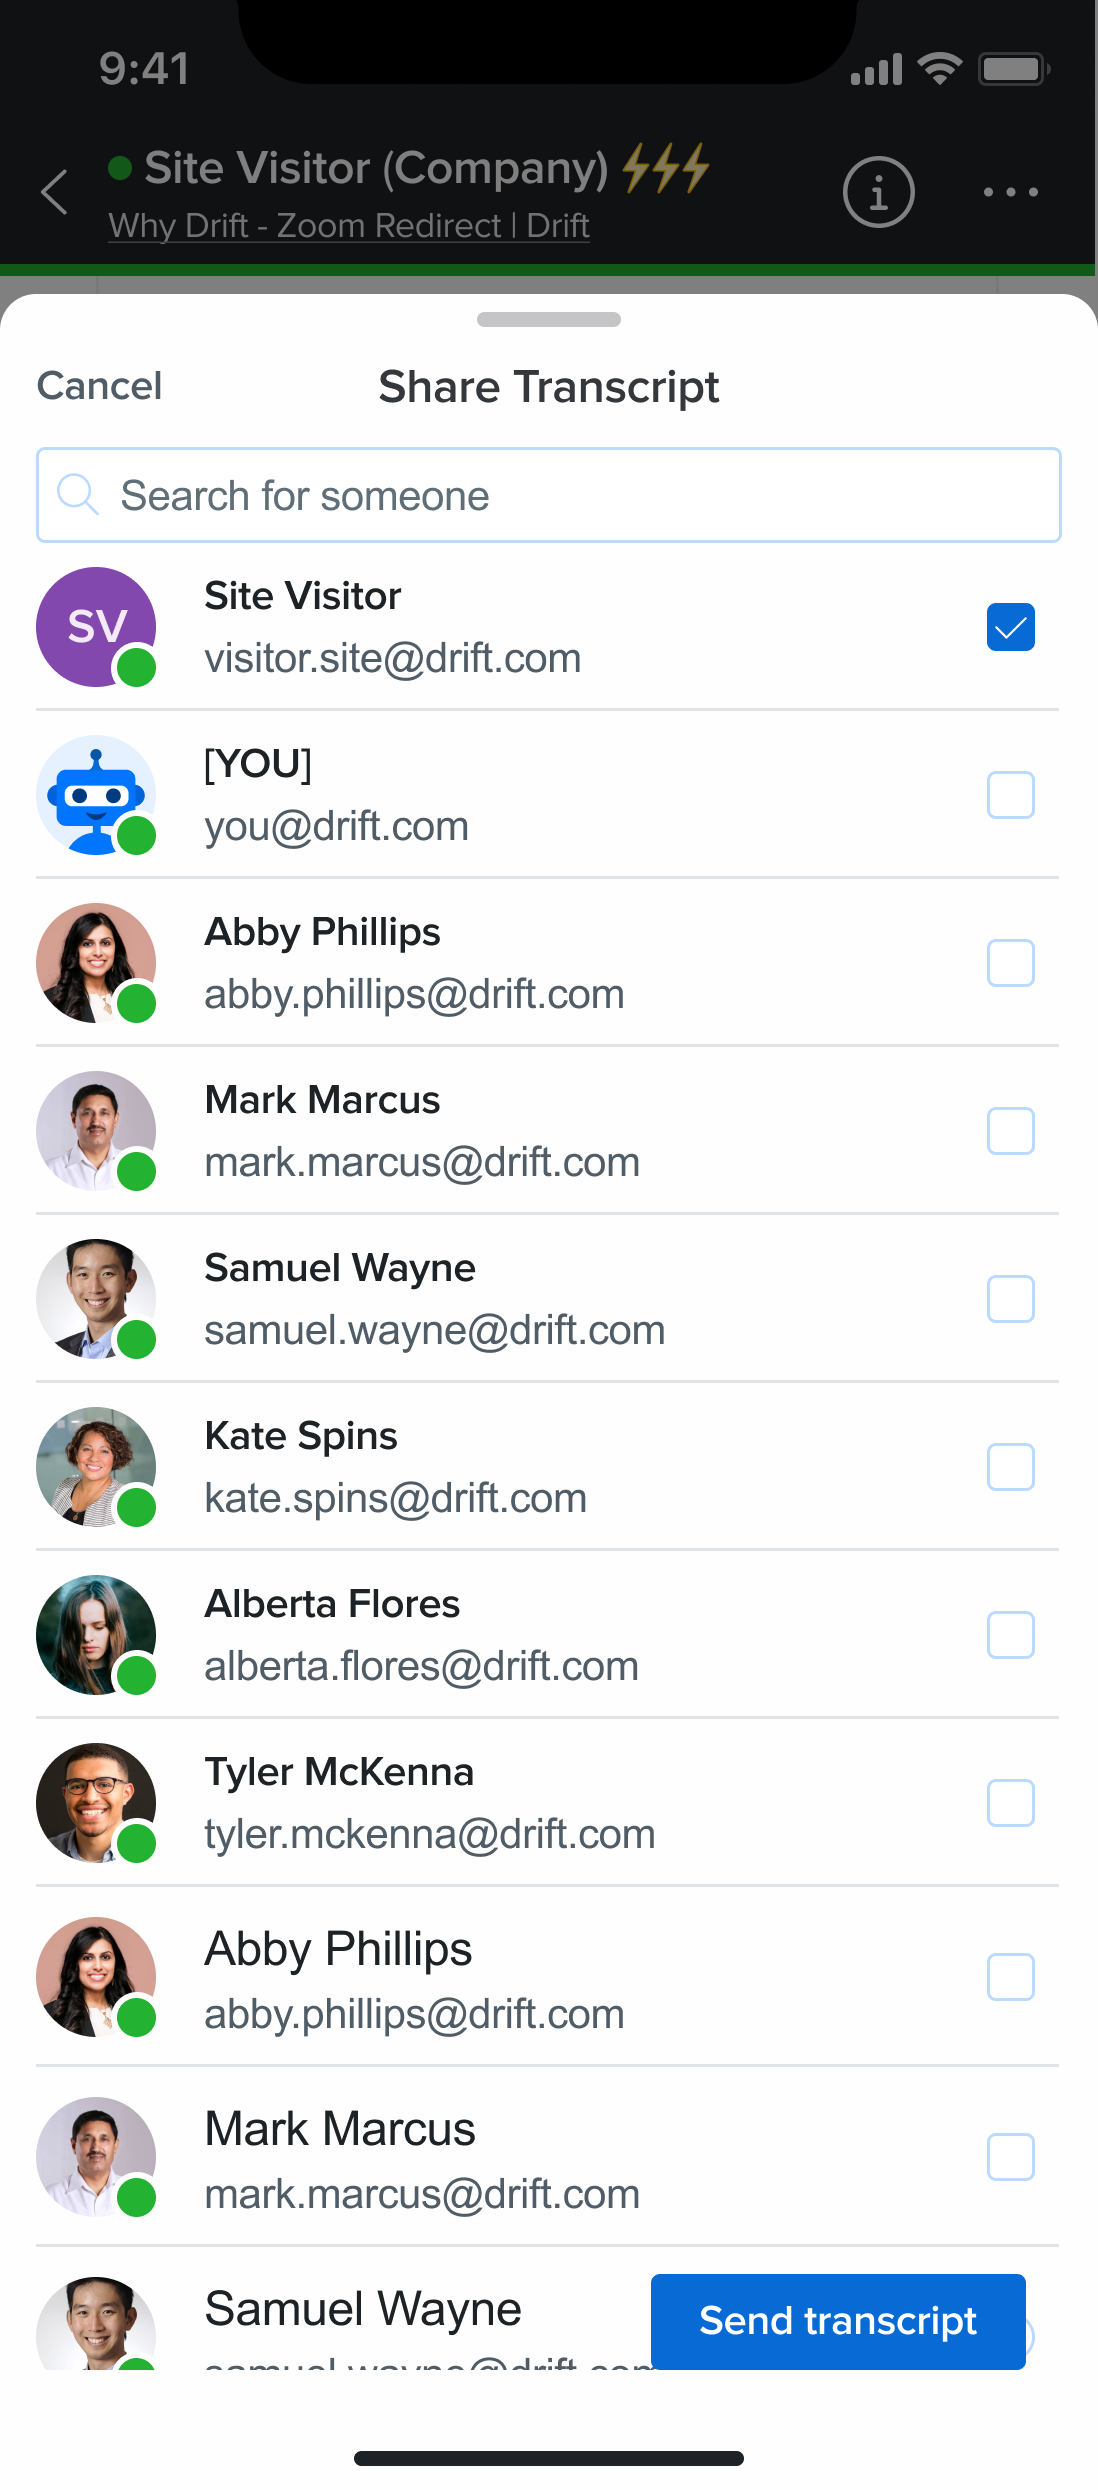 9:41
Site Visitor (Company) ⚡⚡⚡
Why Drift - Zoom Redirect | Drift
Cancel
Share Transcript
Search for someone
SV
Site Visitor
visitor.site@drift.com
[YOU]
you@drift.com
Abby Phillips
abby.phillips@drift.com
Mark Marcus
mark.marcus@drift.com
Samuel Wayne
samuel.wayne@drift.com
Kate Spins
kate.spins@drift.com
Alberta Flores
alberta.flores@drift.com
Tyler McKenna
tyler.mckenna@drift.com
Abby Phillips
abby.phillips@drift.com
Mark Marcus
mark.marcus@drift.com
Samuel Wayne
samuel.wayne@drift.com
Send transcript